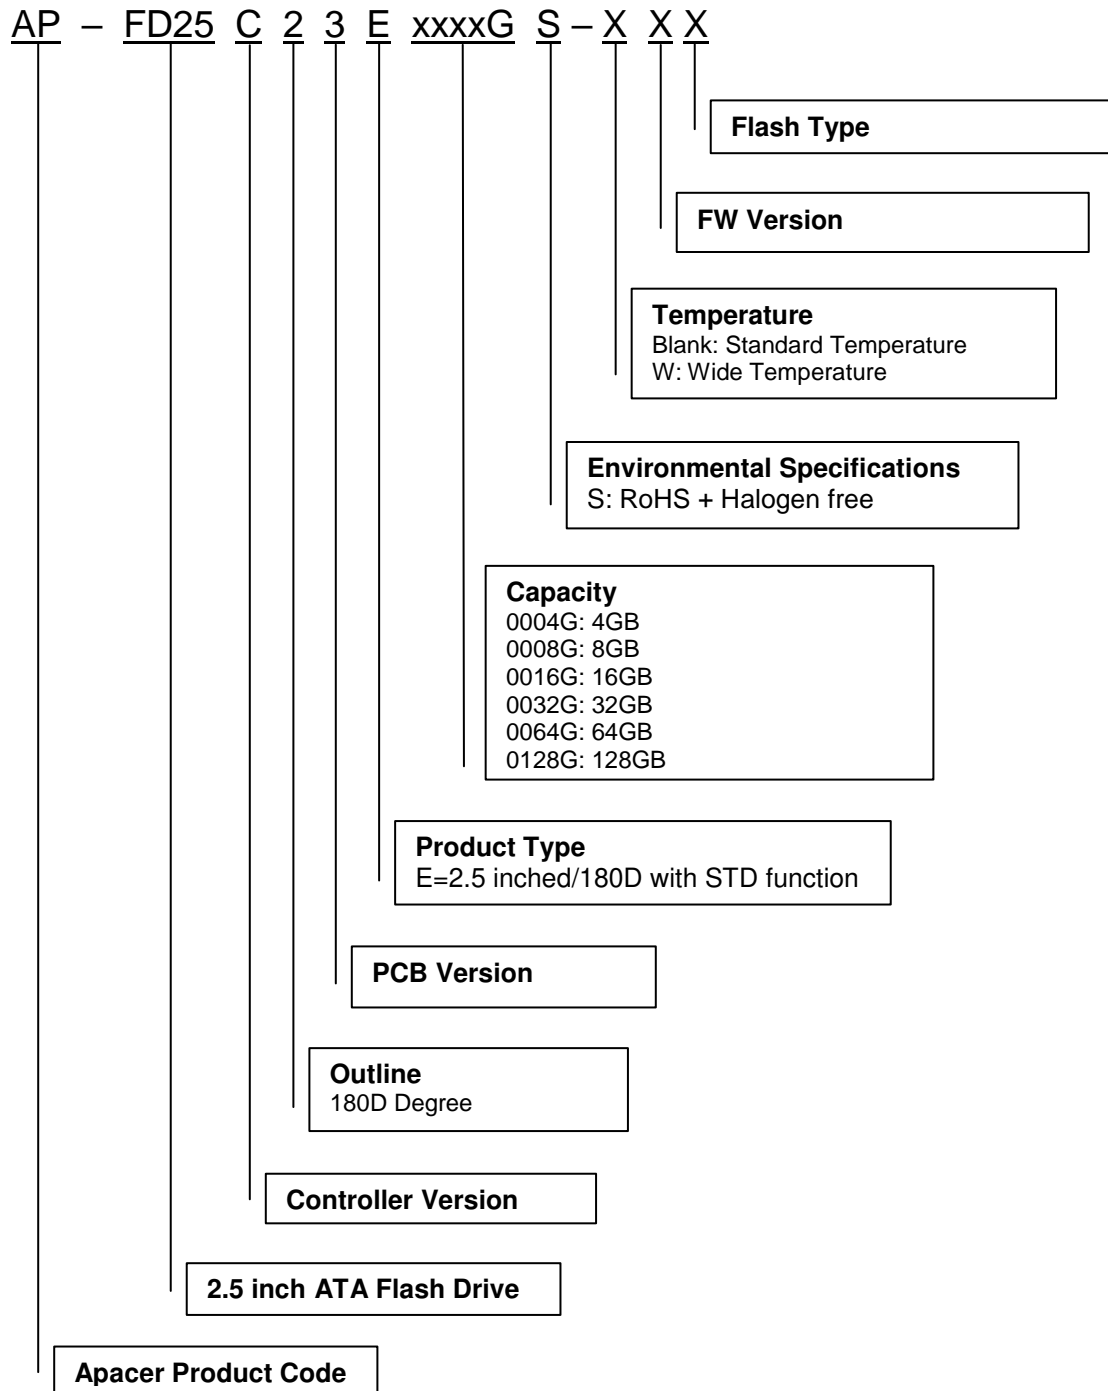 AP – FD25 C 2 3 E xxxxG S – X X X
Flash Type
FW Version
Temperature
Blank: Standard Temperature
W: Wide Temperature
Environmental Specifications
S: RoHS + Halogen free
Capacity
0004G: 4GB
0008G: 8GB
0016G: 16GB
0032G: 32GB
0064G: 64GB
0128G: 128GB
Product Type
E=2.5 inched/180D with STD function
PCB Version
Outline
180D Degree
Controller Version
2.5 inch ATA Flash Drive
Apacer Product Code